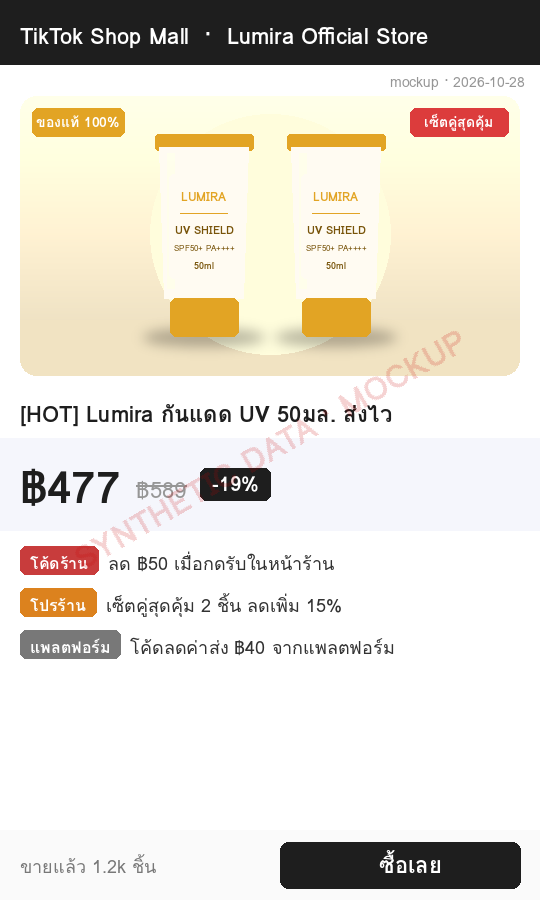 TikTok Shop Mall · Lumira Official Store
mockup · 2026-10-28
ของแท้ 100%
เซ็ตคู่สุดคุ้ม
LUMIRA
UV SHIELD
SPF50+ PA++++
50ml
LUMIRA
UV SHIELD
SPF50+ PA++++
50ml
[HOT] Lumira กันแดด UV 50มล. ส่งไว
฿477 ฿589 -19%
โค้ดร้าน ลด ฿50 เมื่อกดรับในหน้าร้าน
โปรร้าน เซ็ตคู่สุดคุ้ม 2 ชิ้น ลดเพิ่ม 15%
แพลตฟอร์ม โค้ดลดค่าส่ง ฿40 จากแพลตฟอร์ม
SYNTHETIC DATA · MOCKUP
ขายแล้ว 1.2k ชิ้น
ซื้อเลย